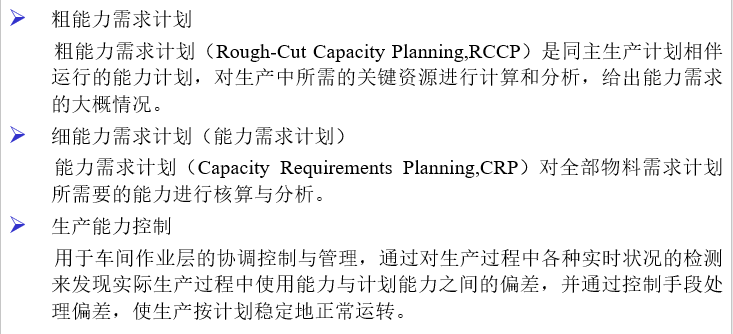 粗能力需求计划
粗能力需求计划（Rough-Cut Capacity Planning,RCCP）是同主生产计划相伴
运行的能力计划，对生产中所需的关键资源进行计算和分析，给出能力需求
的大概情况。
细能力需求计划（能力需求计划）
能力需求计划（Capacity Requirements Planning,CRP）对全部物料需求计划
所需要的能力进行核算与分析。
生产能力控制
用于车间作业层的协调控制与管理，通过对生产过程中各种实时状况的检测
来发现实际生产过程中使用能力与计划能力之间的偏差，并通过控制手段处
理偏差，使生产按计划稳定地正常运转。